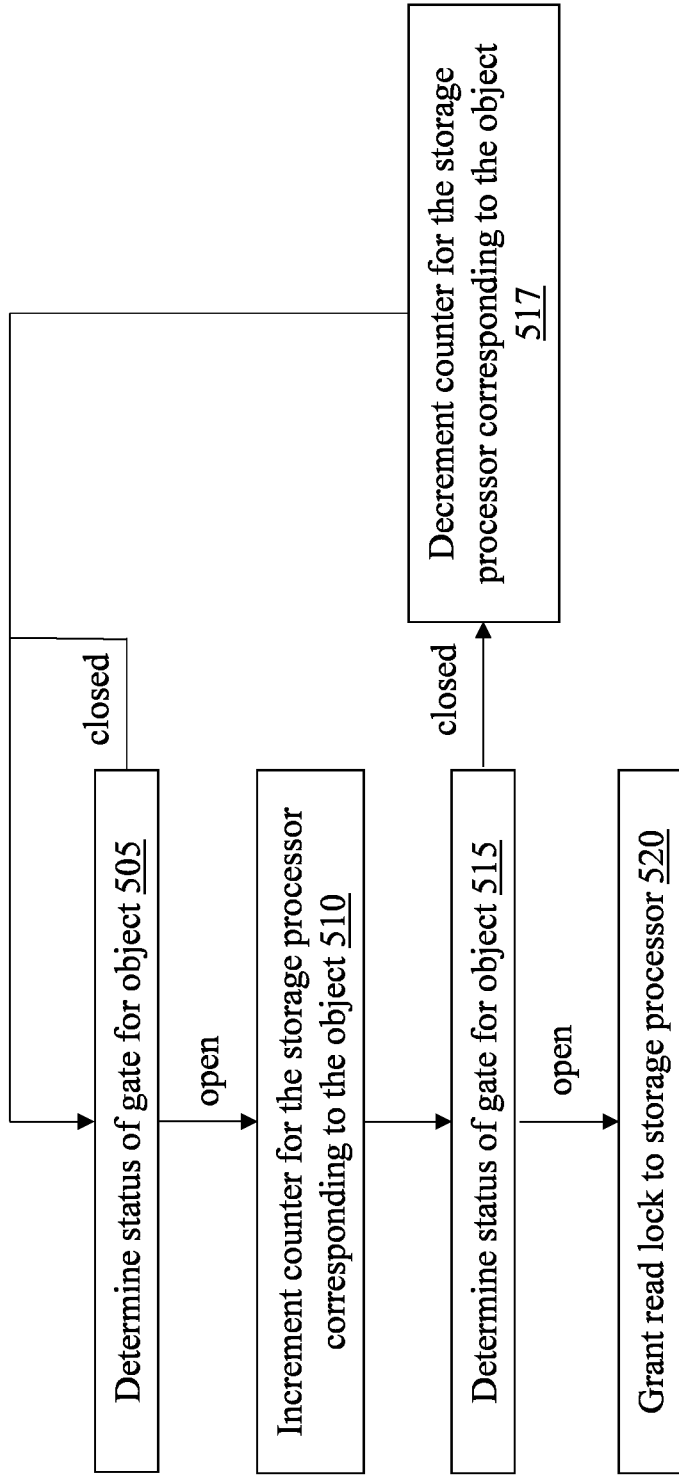 Determine status of gate for object 505
closed
open
Increment counter for the storage processor
corresponding to the object 510
Determine status of gate for object 515
closed
Decrement counter for the storage
processor corresponding to the object
517
open
Grant read lock to storage processor 520